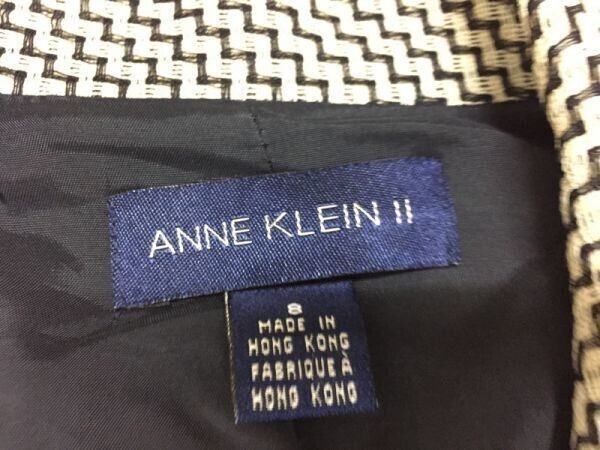 ANNE KLEIN II
8
MADE IN
HONG KONG
FABRIQUE À
HONG KONG